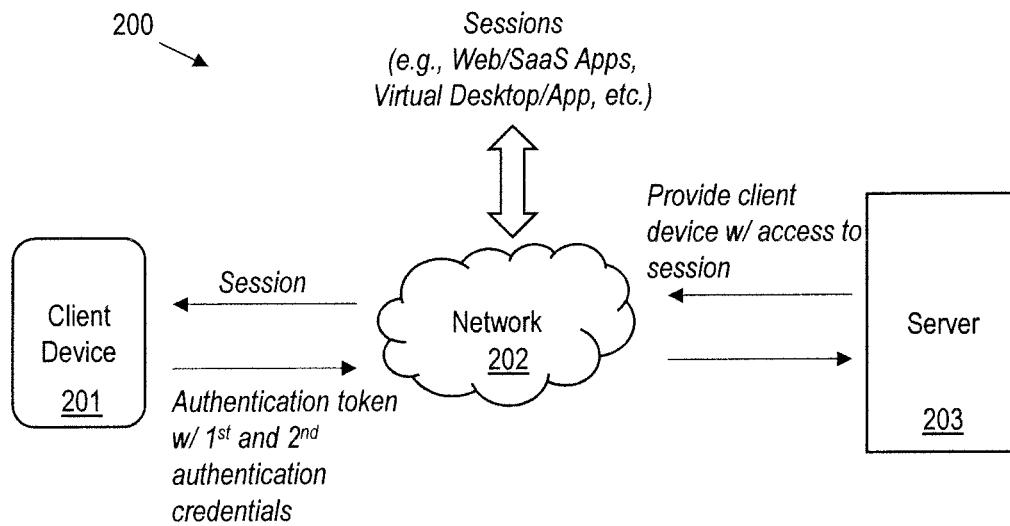 200
Sessions
(e.g., Web/SaaS Apps,
Virtual Desktop/App, etc.)
Provide client
device w/ access to
session
Session
Client
Device
201
Network
202
Server
203
Authentication token
w/ 1st and 2nd
authentication
credentials